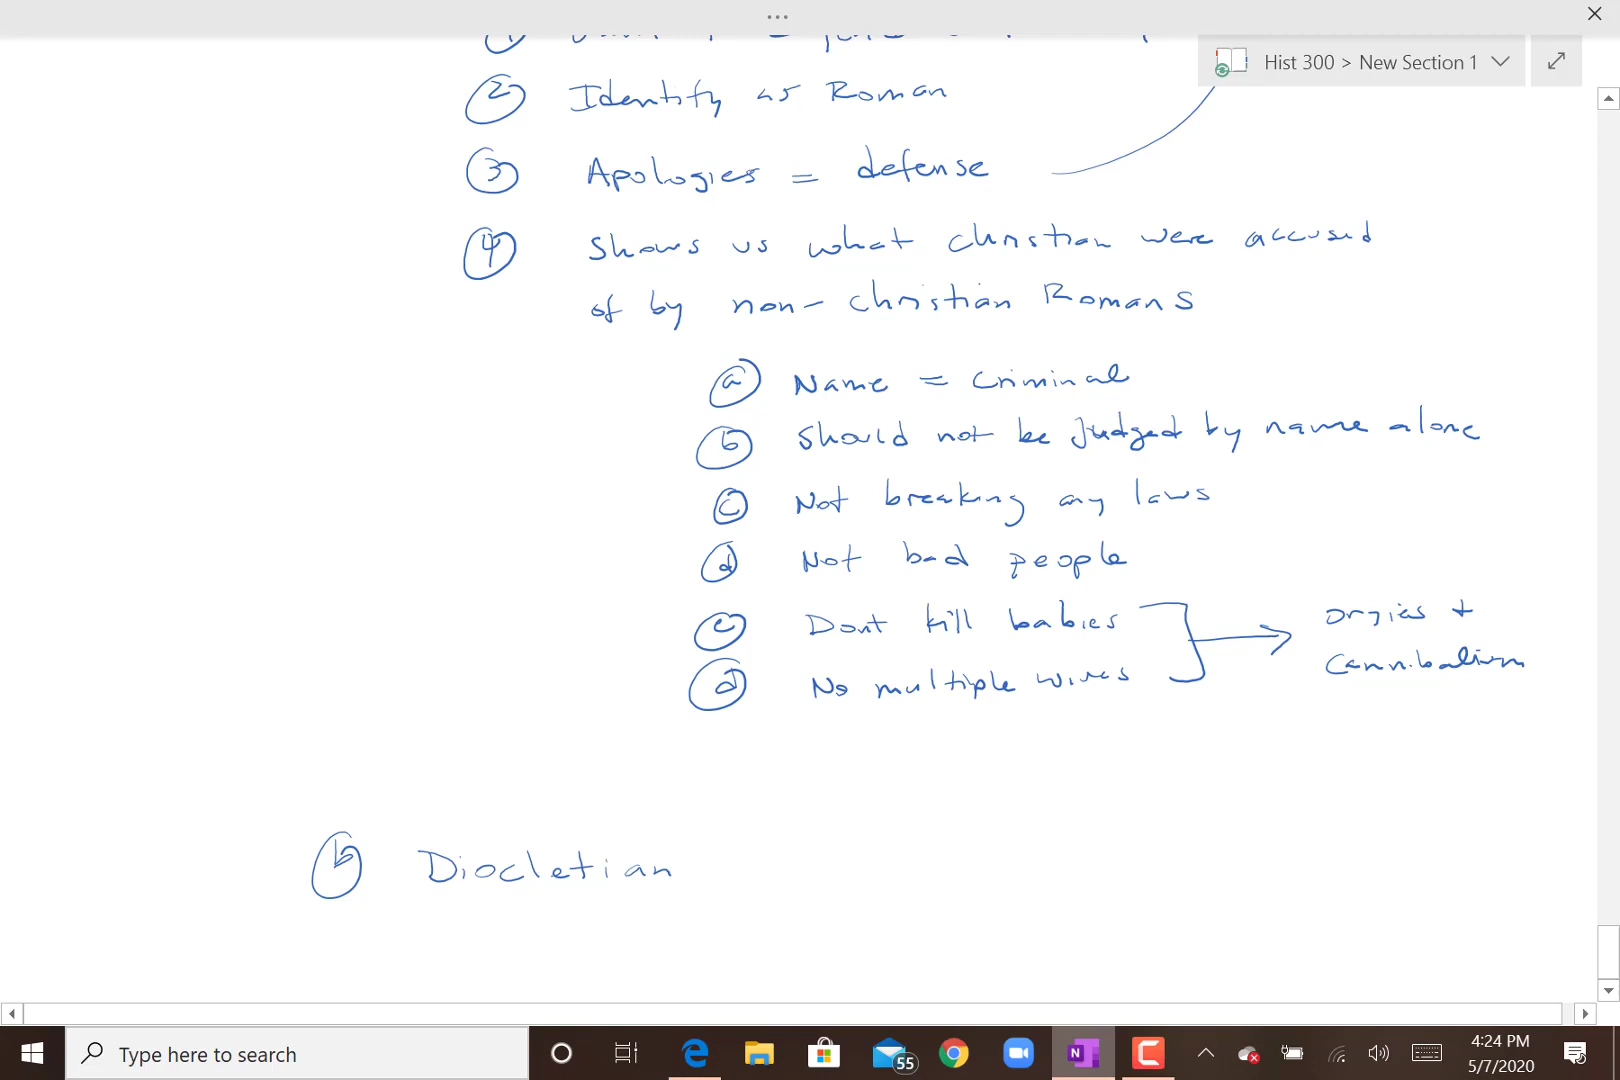 Hist 300 > New Section 1
② Identify as Roman
③ Apologies = defense
④ Shows us what christian were accused
of by non-christian Romans
ⓐ Name = criminal
ⓑ should not be judged by name alone
ⓒ Not breaking any laws
ⓓ Not bad people
ⓔ Dont kill babies
orgies +
cannibalism
ⓓ No multiple wives
ⓑ Diocletian
Type here to search
55
4:24 PM
5/7/2020